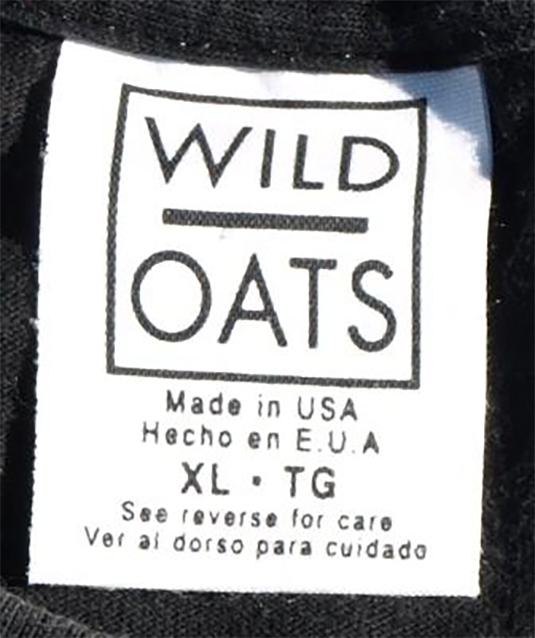 WILD
OATS
Made in USA
Hecho en E.U.A
XL • TG
See reverse for care
Ver al dorso para cuidado